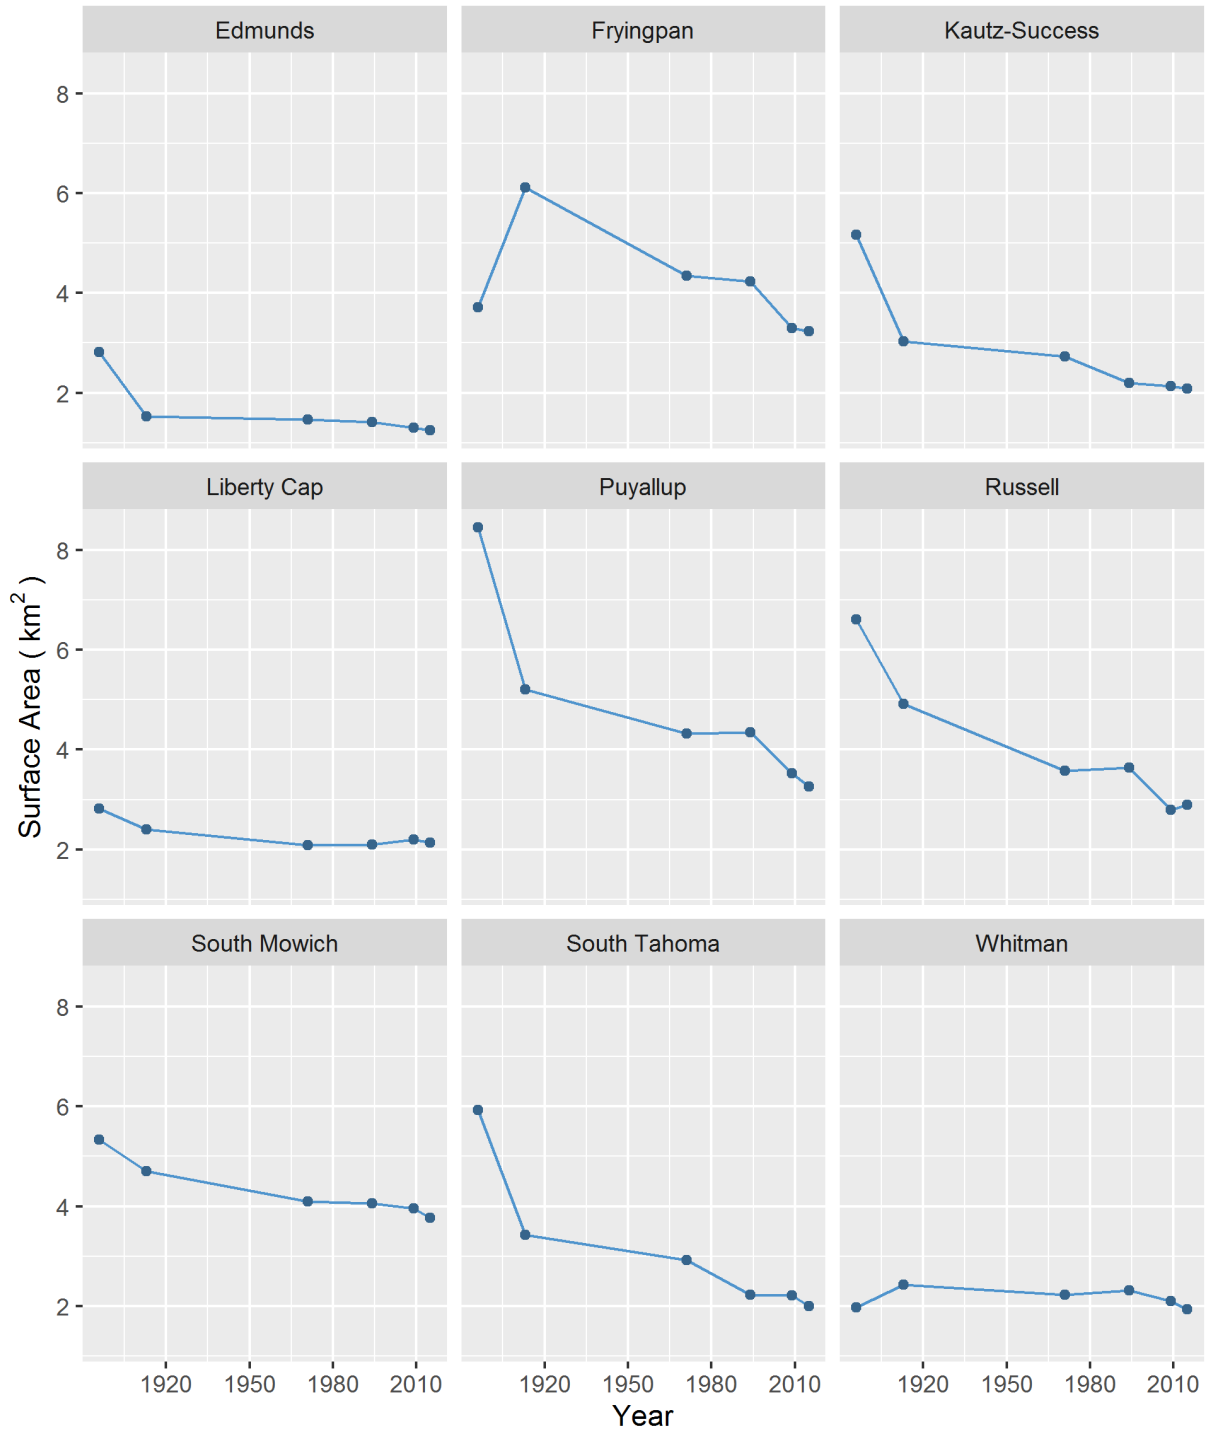 Edmunds Fryingpan Kautz-Success
8
6
4
2
Liberty Cap Puyallup Russell
8
6
4
2
Surface Area ( km² )
South Mowich South Tahoma Whitman
8
6
4
2
1920 1950 1980 2010 1920 1950 1980 2010 1920 1950 1980 2010
Year